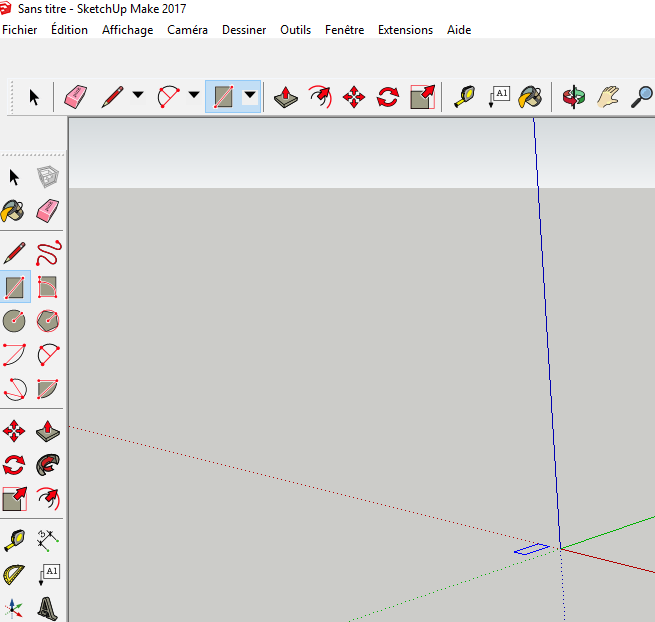 Sans titre - SketchUp Make 2017
Fichier Édition Affichage Caméra Dessiner Outils Fenêtre Extensions Aide
A1
A1